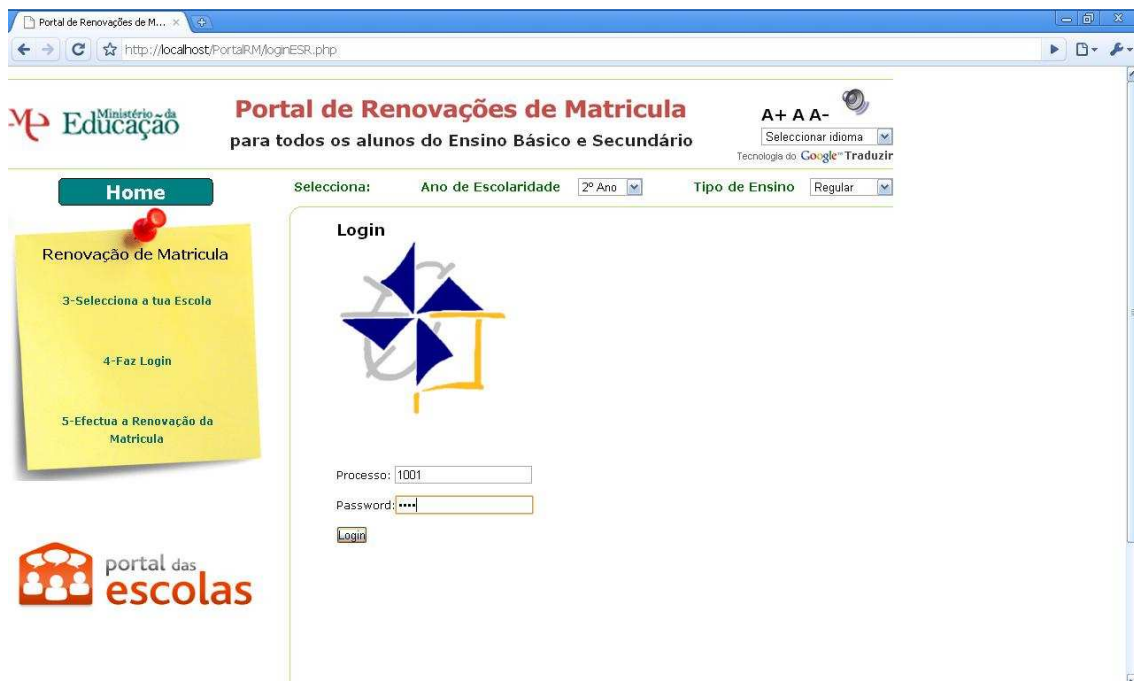 Portal de Renovações de M...
http://localhost/PortalRM/loginESR.php
Ministério da
Educação
Portal de Renovações de Matricula
para todos os alunos do Ensino Básico e Secundário
A+ A A-
Seleccionar idioma
Tecnologia do Google™ Traduzir
Home
Selecciona: Ano de Escolaridade 2º Ano Tipo de Ensino Regular
Renovação de Matricula
3-Selecciona a tua Escola
4-Faz Login
5-Efectua a Renovação da
Matricula
Login
Processo: 1001
Password: ••••
Login
portal das
escolas